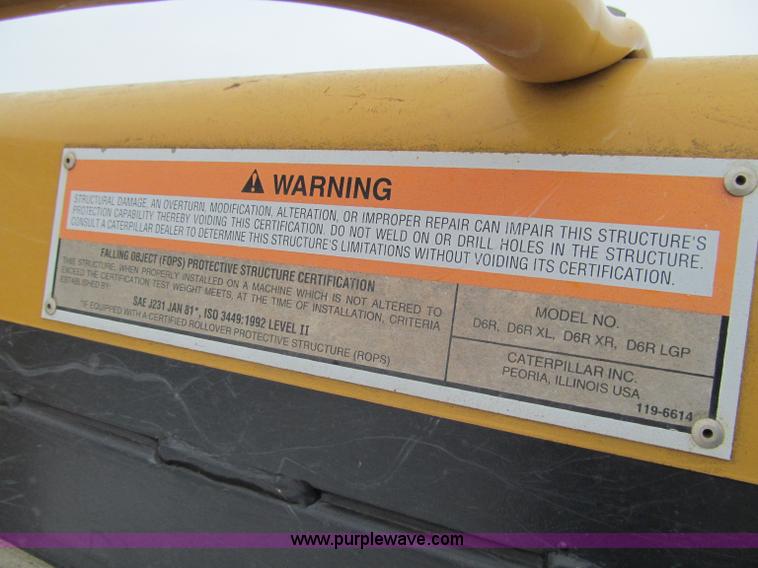 WARNING
STRUCTURAL DAMAGE, AN OVERTURN, MODIFICATION, ALTERATION, OR IMPROPER REPAIR CAN IMPAIR THIS STRUCTURE'S
PROTECTION CAPABILITY THEREBY VOIDING THIS CERTIFICATION. DO NOT WELD ON OR DRILL HOLES IN THE STRUCTURE.
CONSULT A CATERPILLAR DEALER TO DETERMINE THIS STRUCTURE'S LIMITATIONS WITHOUT VOIDING ITS CERTIFICATION.
FALLING OBJECT (FOPS) PROTECTIVE STRUCTURE CERTIFICATION
THIS STRUCTURE, WHEN PROPERLY INSTALLED ON A MACHINE WHICH IS NOT ALTERED TO
EXCEED THE CERTIFICATION TEST WEIGHT MEETS, AT THE TIME OF INSTALLATION, CRITERIA
ESTABLISHED BY:
SAE J231 JAN 81*, ISO 3449:1992 LEVEL II
*IF EQUIPPED WITH A CERTIFIED ROLLOVER PROTECTIVE STRUCTURE (ROPS)
MODEL NO.
D6R, D6R XL, D6R XR, D6R LGP
CATERPILLAR INC.
PEORIA, ILLINOIS USA
119-6614
www.purplewave.com